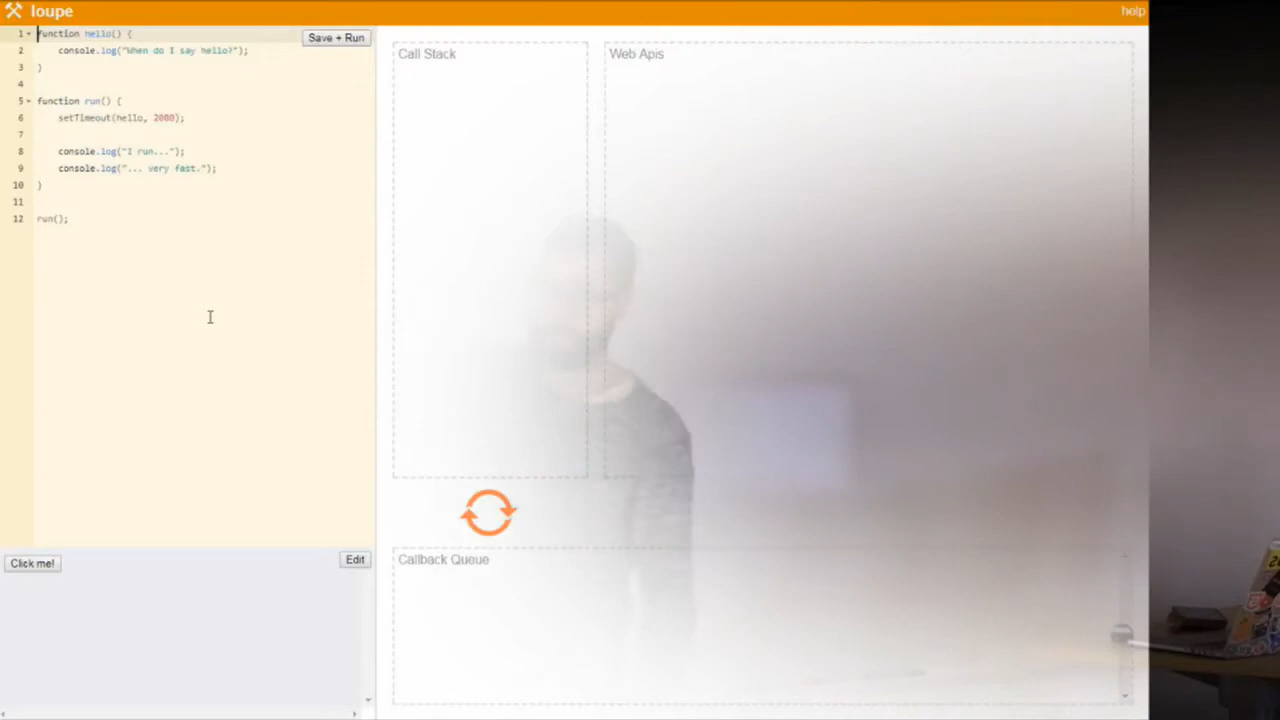 loupe
help
1 function hello() {
2 console.log("When do I say hello?");
3 }
4
5 function run() {
6 setTimeout(hello, 2000);
7
8 console.log("I run...");
9 console.log("... very fast.");
10 }
11
12 run();
Save + Run
Call Stack
Web Apis
Click me!
Edit
Callback Queue